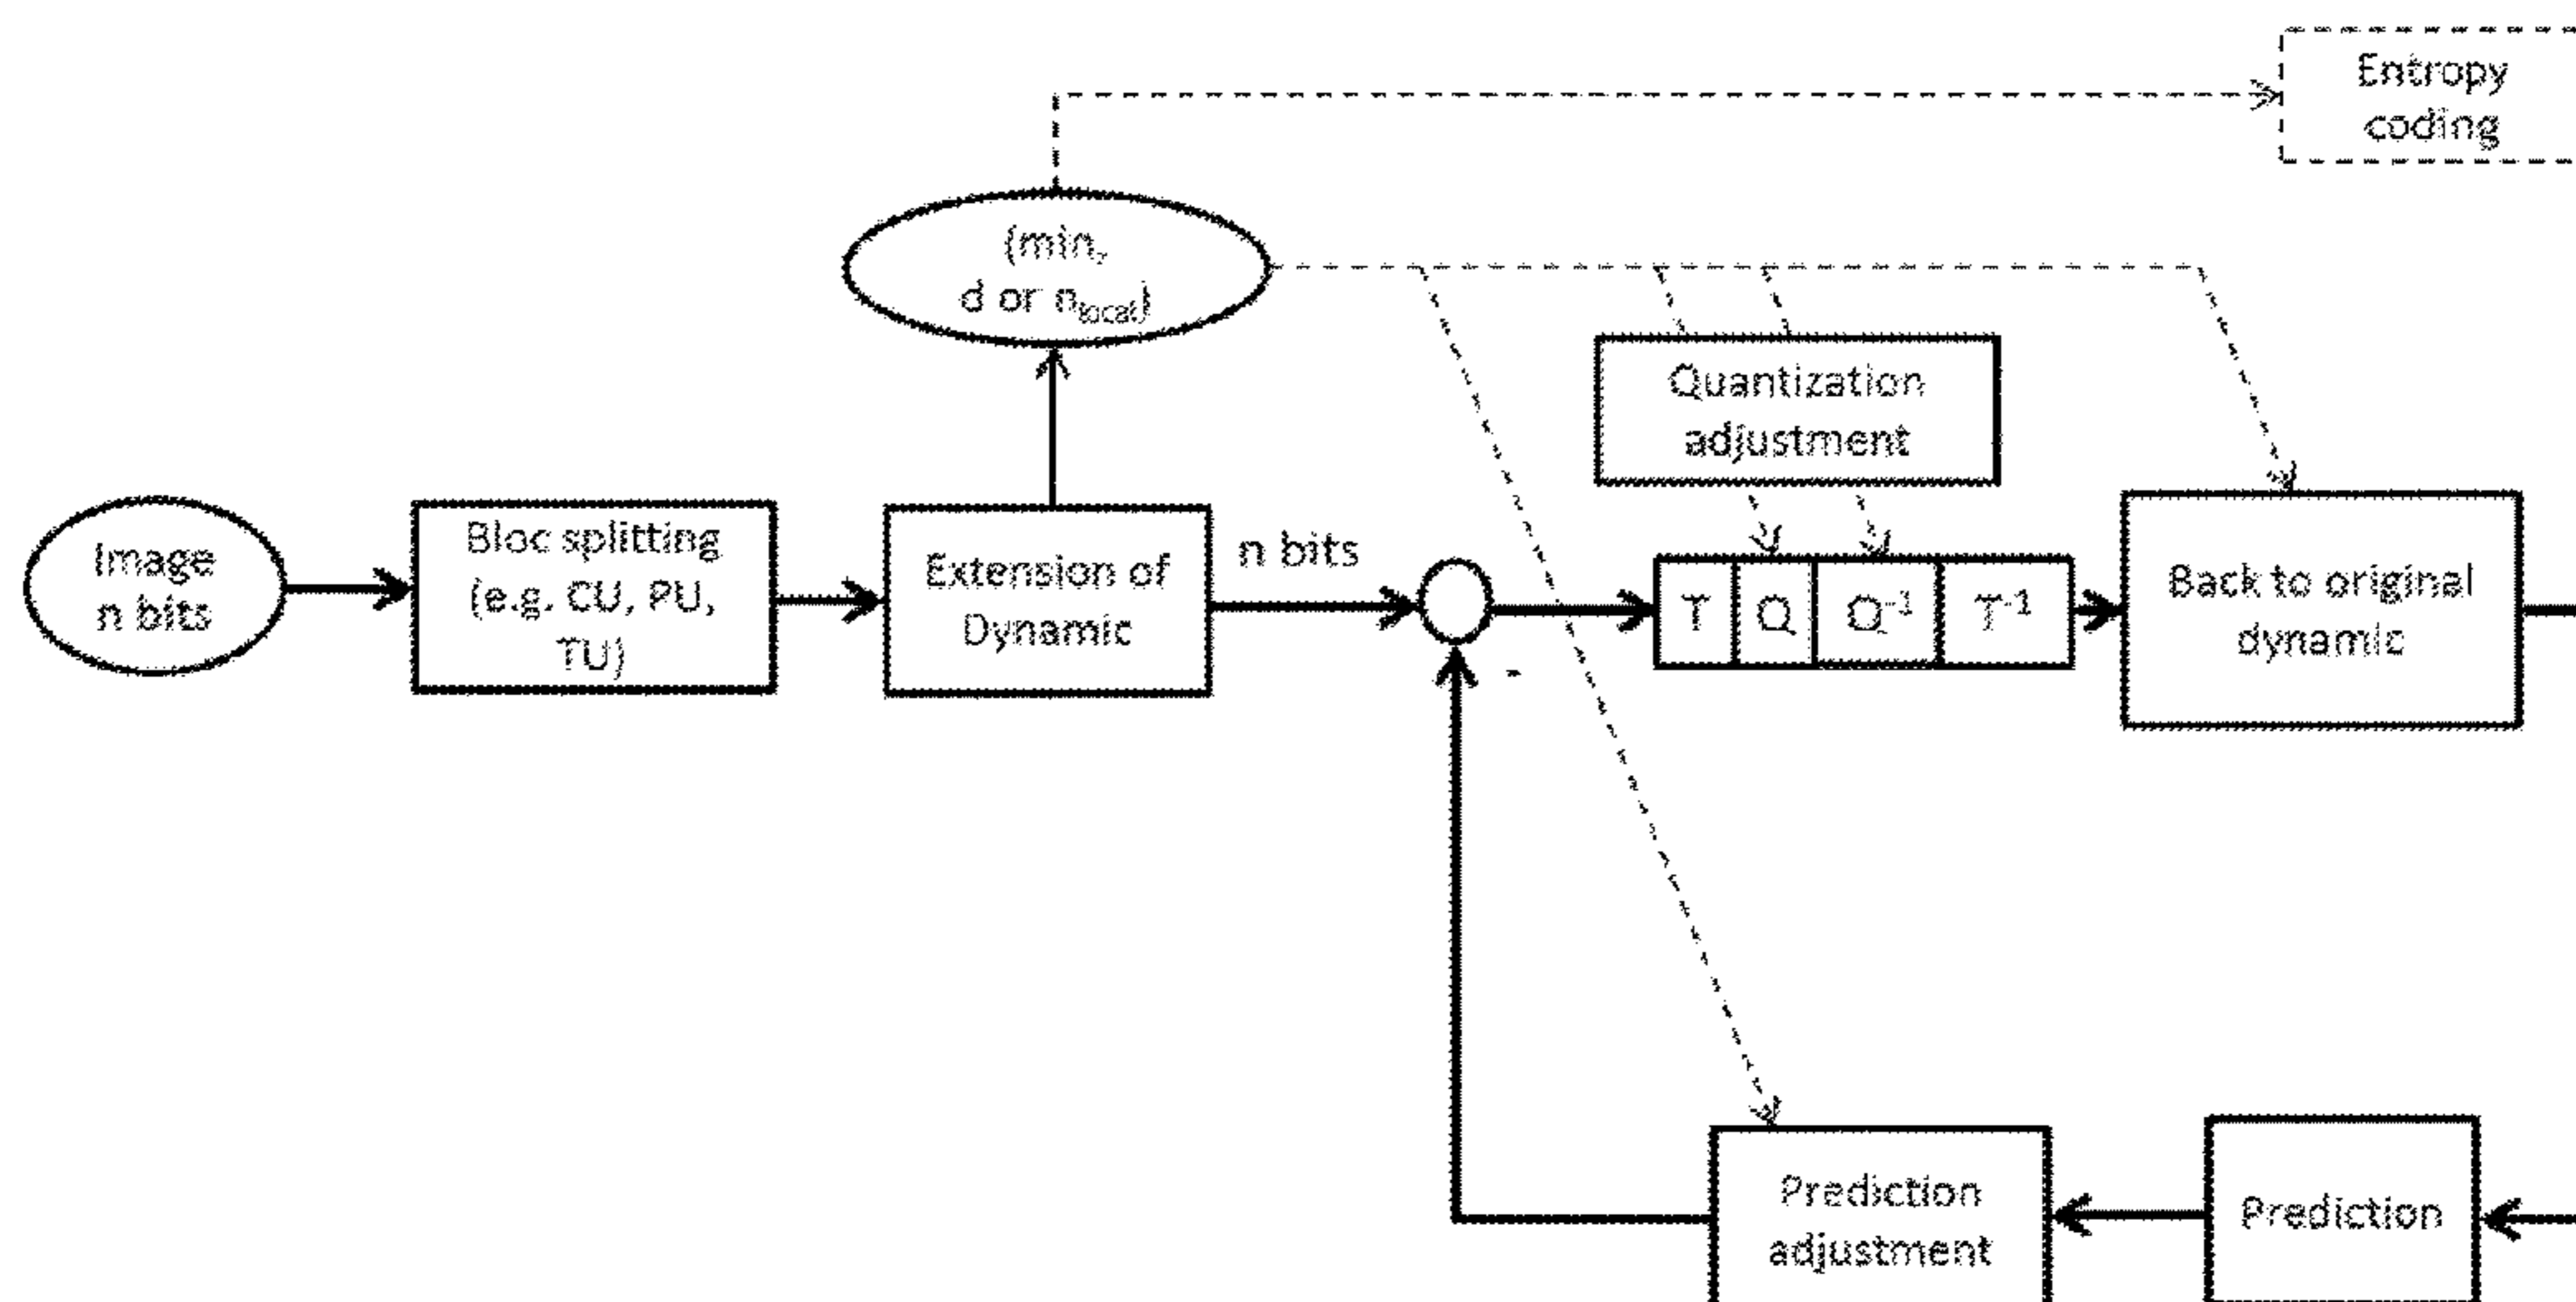 Entropy
coding
(min,
d or n_local)
Quantization
adjustment
Image
n bits
Bloc splitting
(e.g. CU, PU,
TU)
Extension of
Dynamic
n bits
T
Q
Q-1
T-1
Back to original
dynamic
-
Prediction
adjustment
Prediction